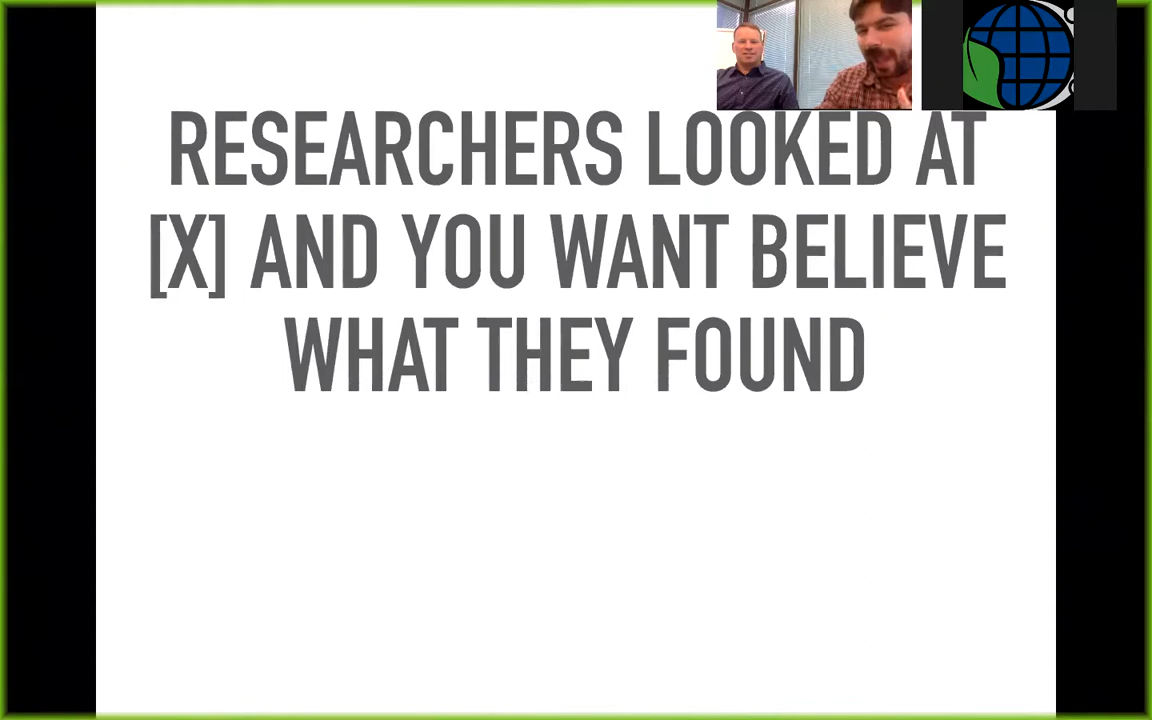 RESEARCHERS LOOKED AT
[X] AND YOU WANT BELIEVE
WHAT THEY FOUND